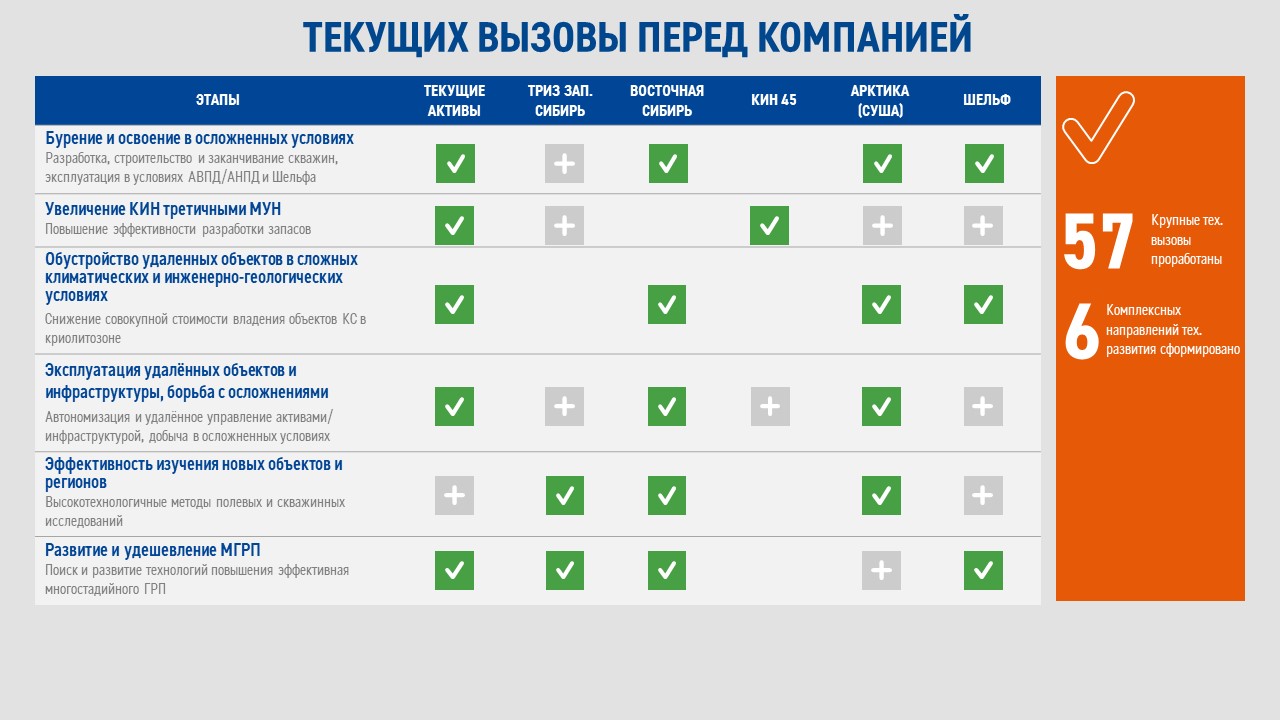 ТЕКУЩИХ ВЫЗОВЫ ПЕРЕД КОМПАНИЕЙ
ЭТАПЫ
ТЕКУЩИЕ
АКТИВЫ
ТРИЗ ЗАП.
СИБИРЬ
ВОСТОЧНАЯ
СИБИРЬ
КИН 45
АРКТИКА
(СУША)
ШЕЛЬФ
Бурение и освоение в осложненных условиях
Разработка, строительство и заканчивание скважин,
эксплуатация в условиях АВПД/АНПД и Шельфа
Увеличение КИН третичными МУН
Повышение эффективности разработки запасов
Обустройство удаленных объектов в сложных
климатических и инженерно-геологических
условиях
Снижение совокупной стоимости владения объектов КС в
криолитозоне
Эксплуатация удалённых объектов и
инфраструктуры, борьба с осложнениями
Автономизация и удалённое управление активами/
инфраструктурой, добыча в осложненных условиях
Эффективность изучения новых объектов и
регионов
Высокотехнологичные методы полевых и скважинных
исследований
Развитие и удешевление МГРП
Поиск и развитие технологий повышения эффективная
многостадийного ГРП
57
Крупные тех.
вызовы
проработаны
6
Комплексных
направлений тех.
развития сформировано